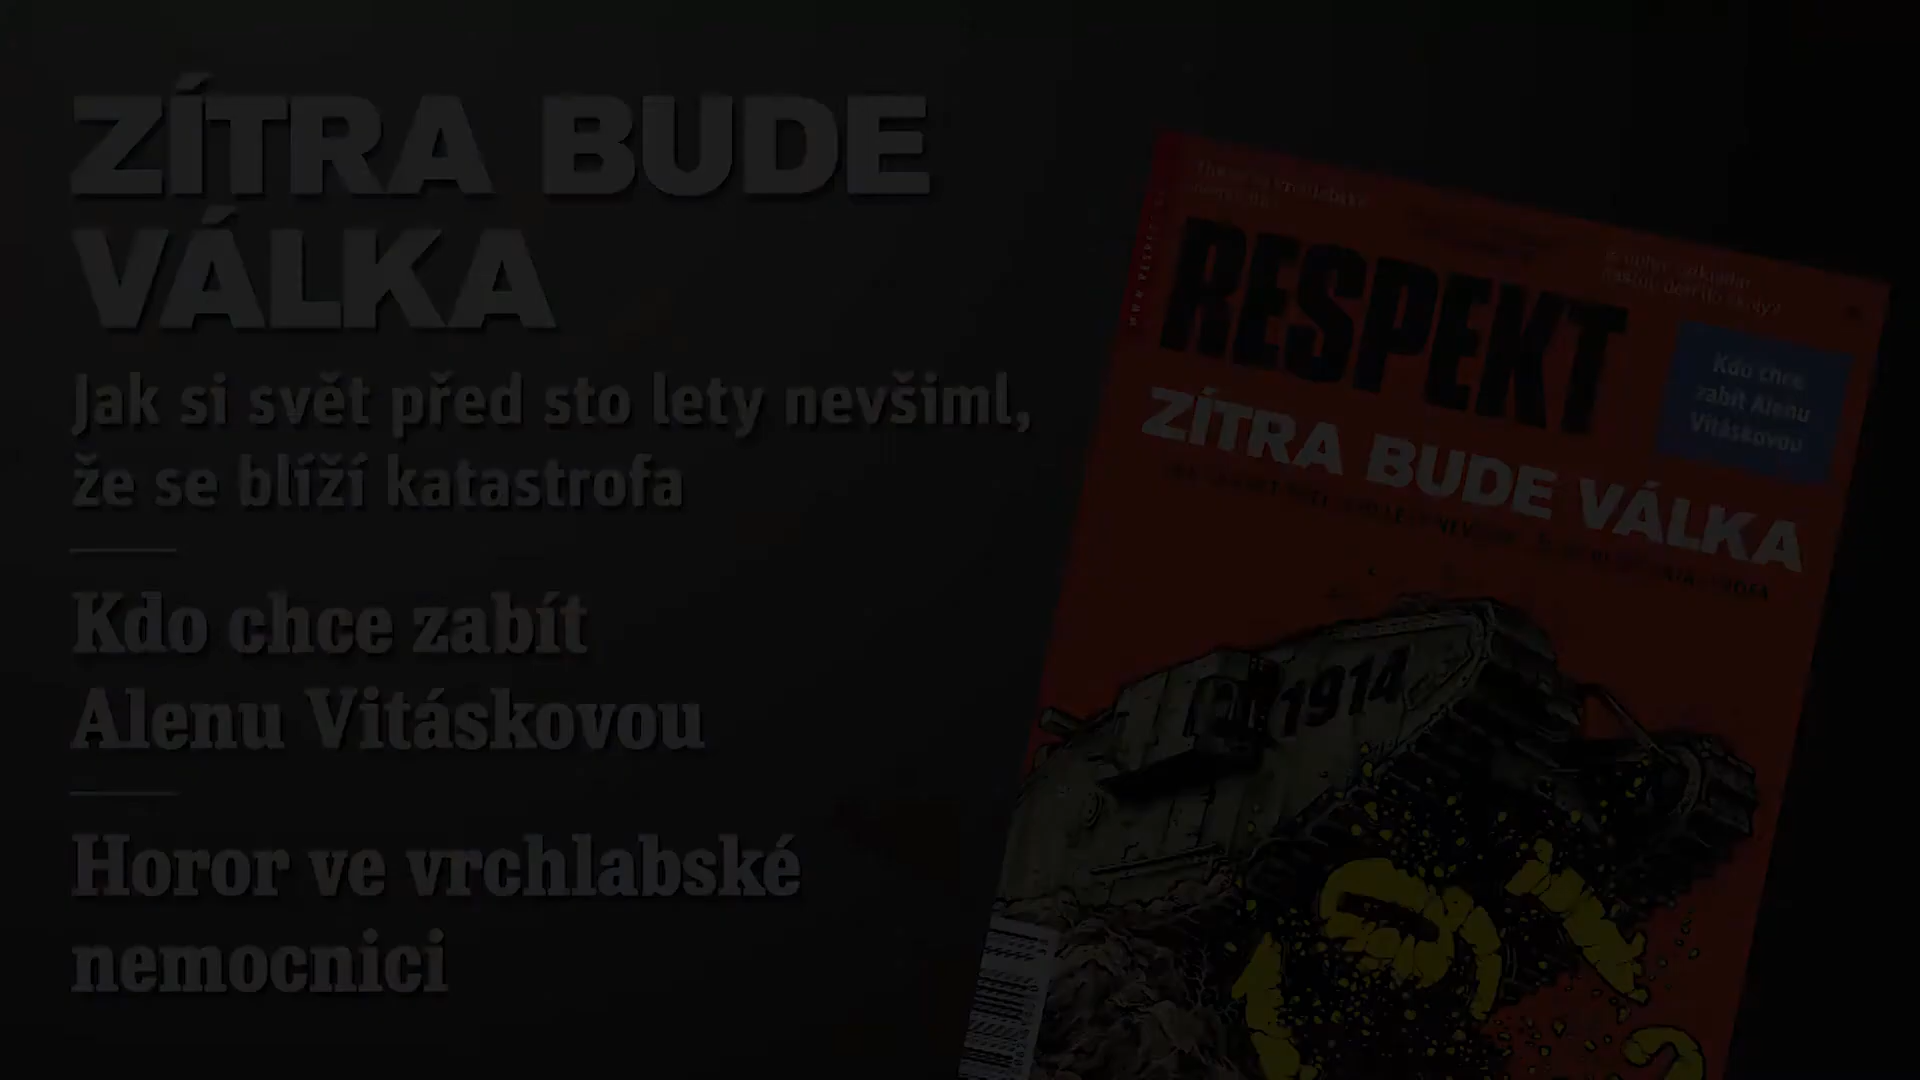 ZÍTRA BUDE
VÁLKA
Jak si svět před sto lety nevšiml,
že se blíží katastrofa
Kdo chce zabít
Alenu Vitáskovou
Horor ve vrchlabské
nemocnici
RESPEKT
Kdo chce
zabít Alenu
Vitáskovou
ZÍTRA BUDE VÁLKA
1914